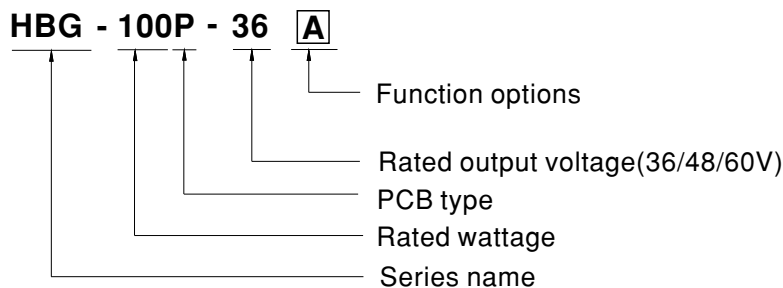 HBG - 100P - 36 A
Function options
Rated output voltage(36/48/60V)
PCB type
Rated wattage
Series name